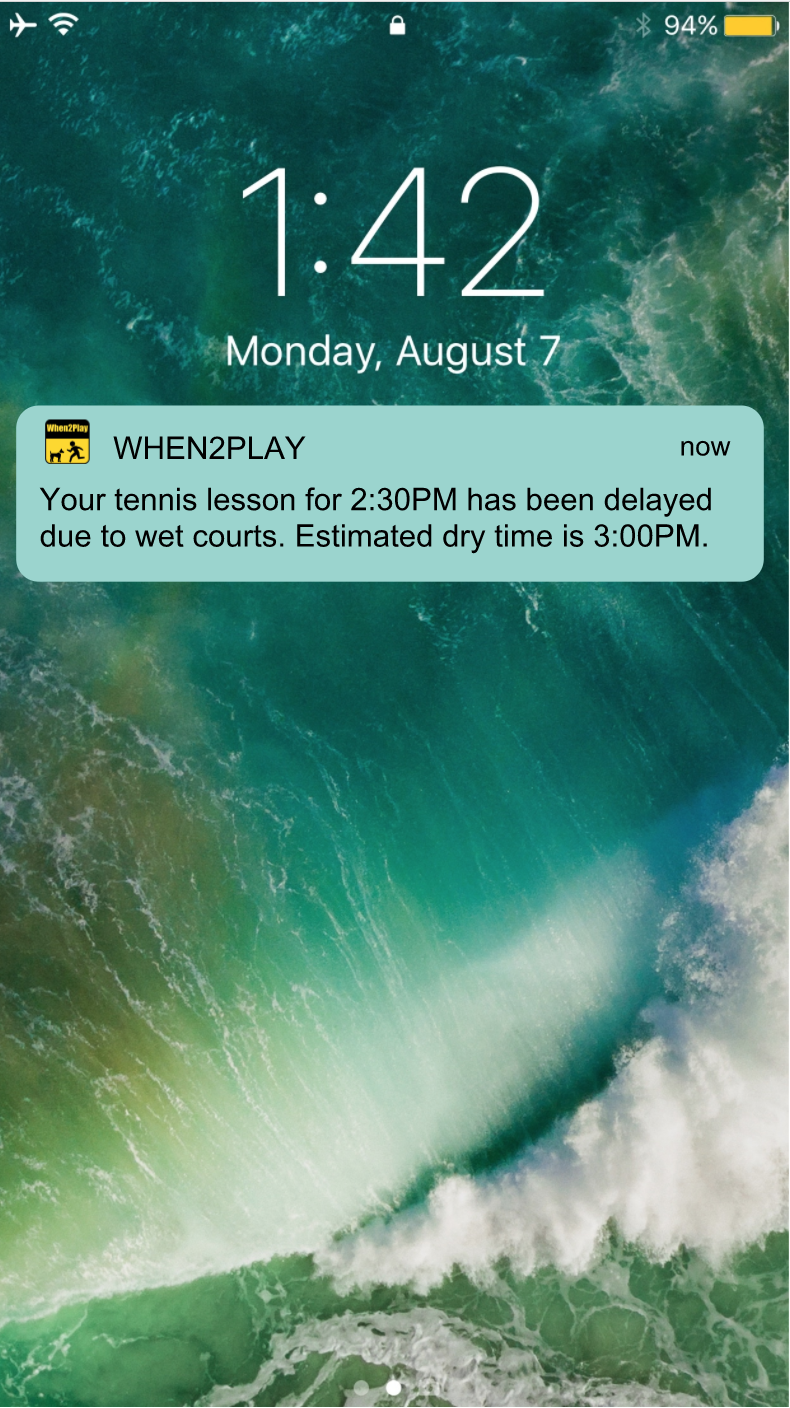 94%
1:42
Monday, August 7
When2Play
WHEN2PLAY
now
Your tennis lesson for 2:30PM has been delayed
due to wet courts. Estimated dry time is 3:00PM.